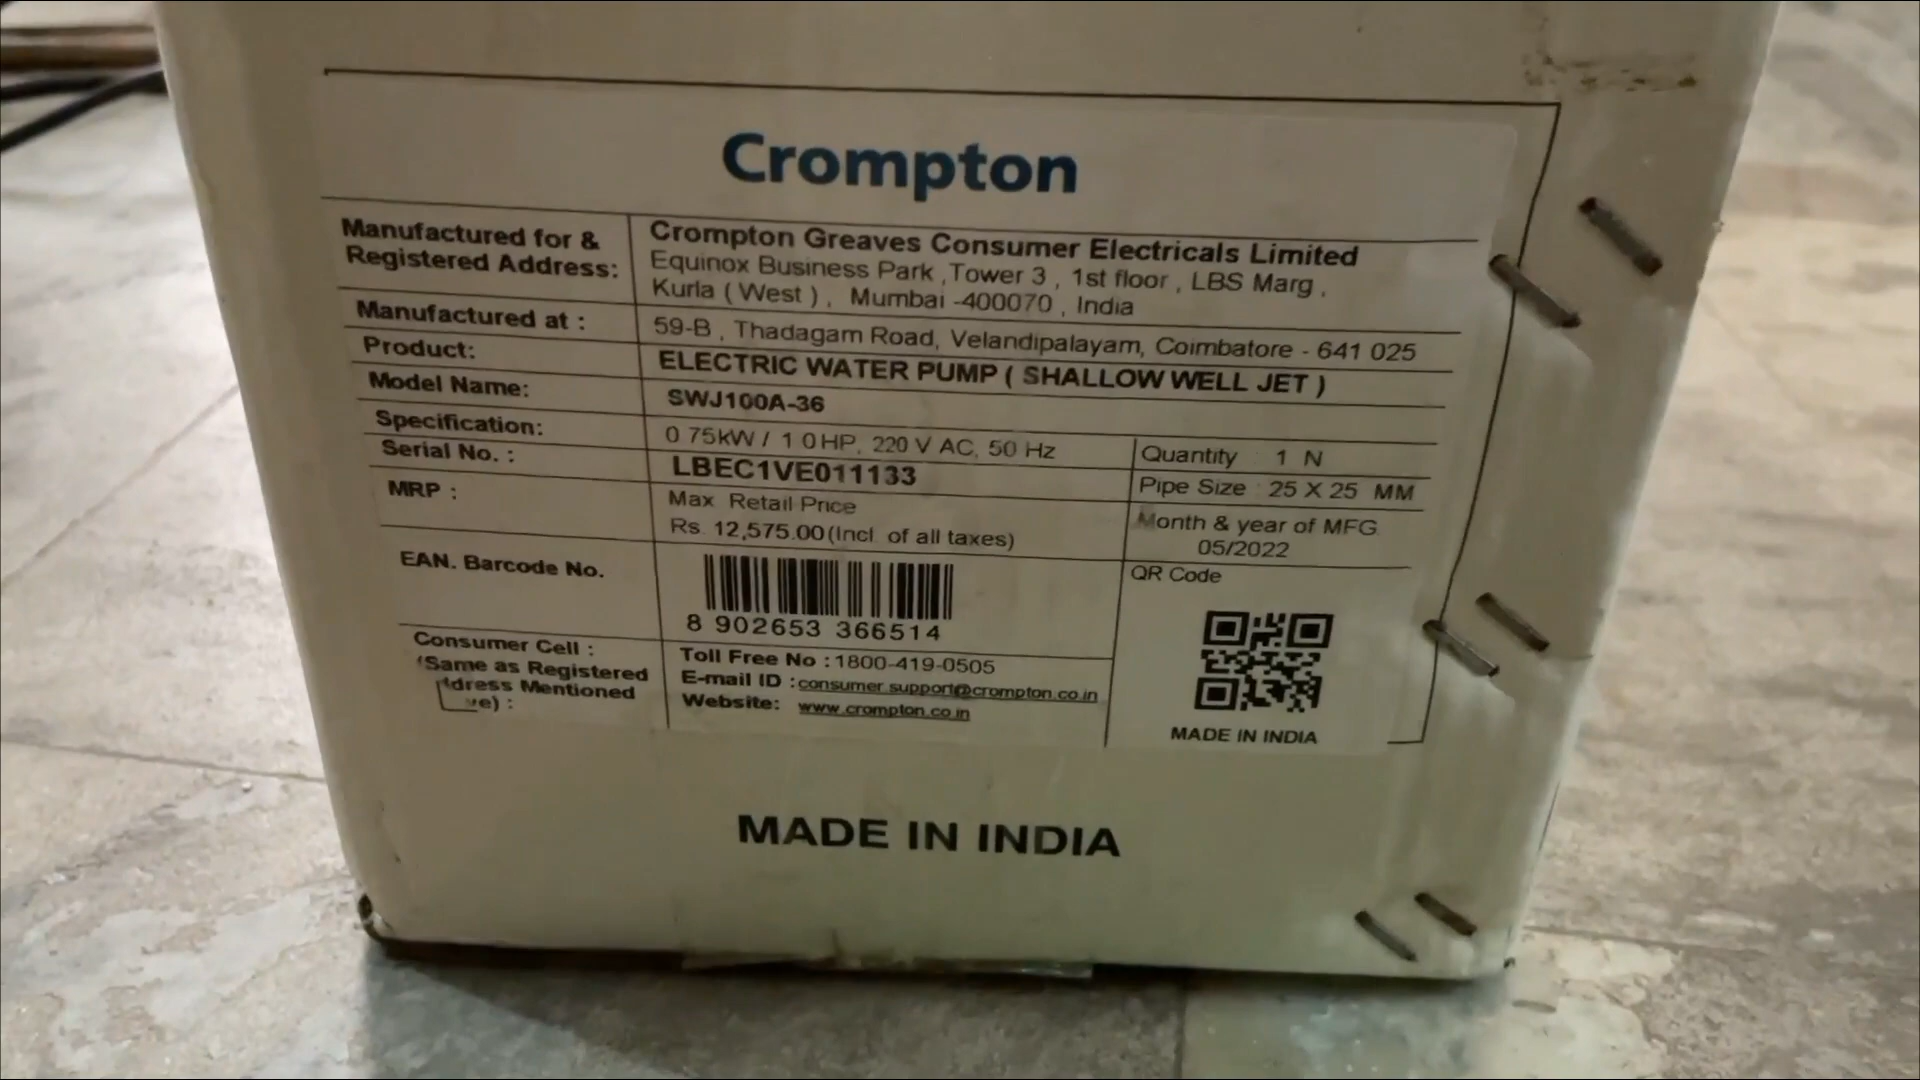 Crompton
Manufactured for &
Registered Address:
Crompton Greaves Consumer Electricals Limited
Equinox Business Park ,Tower 3 , 1st floor , LBS Marg ,
Kurla ( West ) , Mumbai -400070 , India
Manufactured at :
59-B , Thadagam Road, Velandipalayam, Coimbatore - 641 025
Product:
ELECTRIC WATER PUMP ( SHALLOW WELL JET )
Model Name:
SWJ100A-36
Specification:
0 75kW / 1 0 HP, 220 V AC, 50 Hz
Quantity : 1 N
Serial No. :
LBEC1VE011133
Pipe Size : 25 X 25 MM
MRP :
Max Retail Price
Rs. 12,575.00(Incl. of all taxes)
Month & year of MFG
05/2022
EAN. Barcode No.
8 902653 366514
QR Code
MADE IN INDIA
Consumer Cell :
(Same as Registered
dress Mentioned
ve) :
Toll Free No :1800-419-0505
E-mail ID :consumer.support@crompton.co.in
Website: www.crompton.co.in
MADE IN INDIA